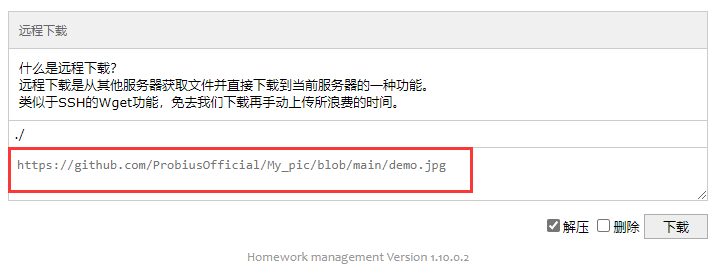 远程下载
什么是远程下载?
远程下载是从其他服务器获取文件并直接下载到当前服务器的一种功能。
类似于SSH的Wget功能，免去我们下载再手动上传所浪费的时间。
./
https://github.com/ProbiusOfficial/My_pic/blob/main/demo.jpg
解压 删除 下载
Homework management Version 1.10.0.2